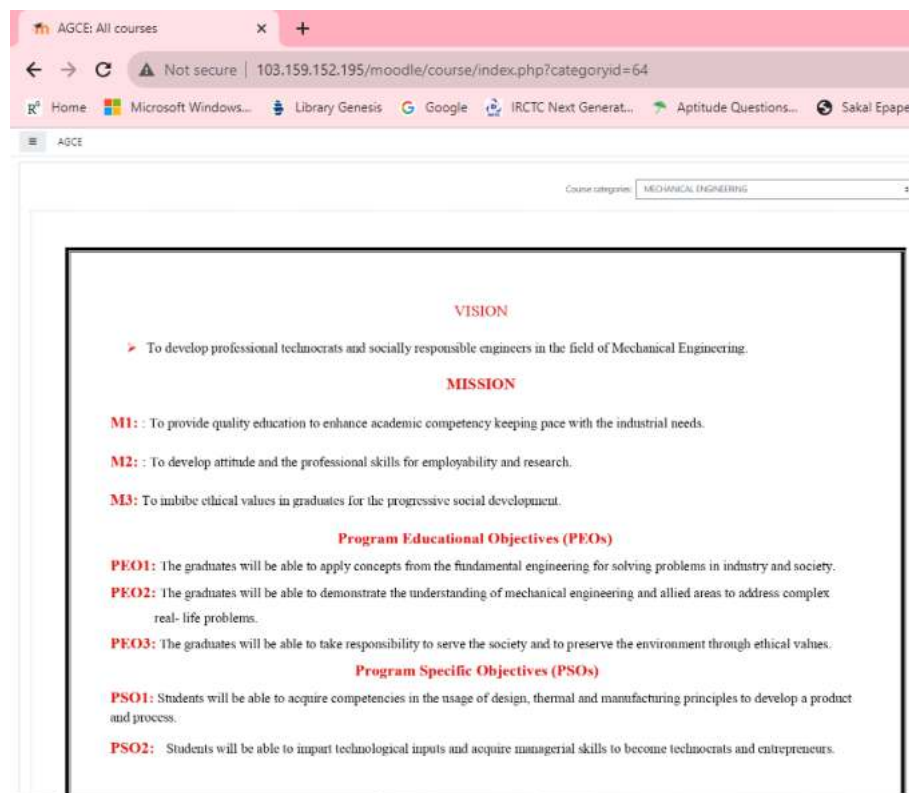 AGCE: All courses
Not secure | 103.159.152.195/moodle/course/index.php?categoryid=64
Home Microsoft Windows... Library Genesis Google IRCTC Next Generat... Aptitude Questions... Sakal Epape
AGCE
Course categories: MECHANICAL ENGINEERING
VISION
To develop professional technocrats and socially responsible engineers in the field of Mechanical Engineering.
MISSION
M1: : To provide quality education to enhance academic competency keeping pace with the industrial needs.
M2: : To develop attitude and the professional skills for employability and research.
M3: To imbibe ethical values in graduates for the progressive social development.
Program Educational Objectives (PEOs)
PEO1: The graduates will be able to apply concepts from the fundamental engineering for solving problems in industry and society.
PEO2: The graduates will be able to demonstrate the understanding of mechanical engineering and allied areas to address complex
real- life problems.
PEO3: The graduates will be able to take responsibility to serve the society and to preserve the environment through ethical values.
Program Specific Objectives (PSOs)
PSO1: Students will be able to acquire competencies in the usage of design, thermal and manufacturing principles to develop a product
and process.
PSO2: Students will be able to impart technological inputs and acquire managerial skills to become technocrats and entrepreneurs.